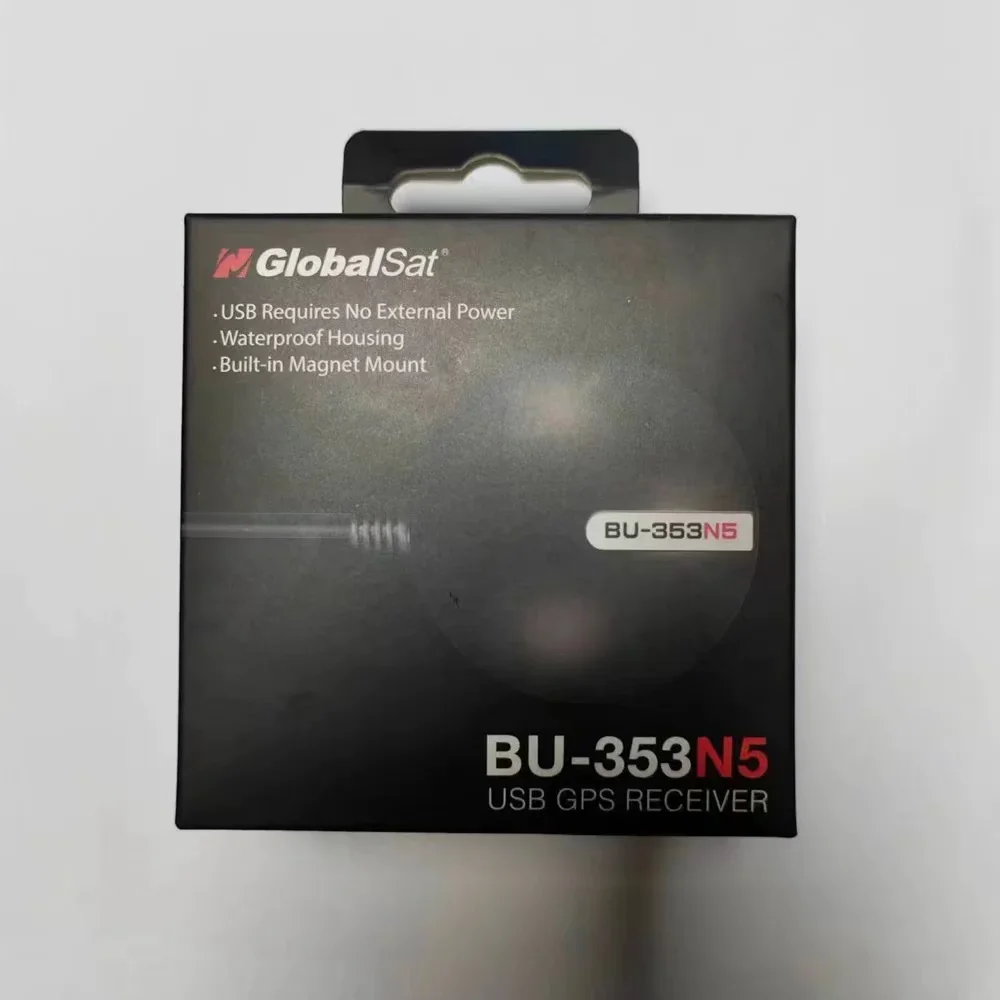 GlobalSat®
· USB Requires No External Power
· Waterproof Housing
· Built-in Magnet Mount
BU-353N5
BU-353N5
USB GPS RECEIVER